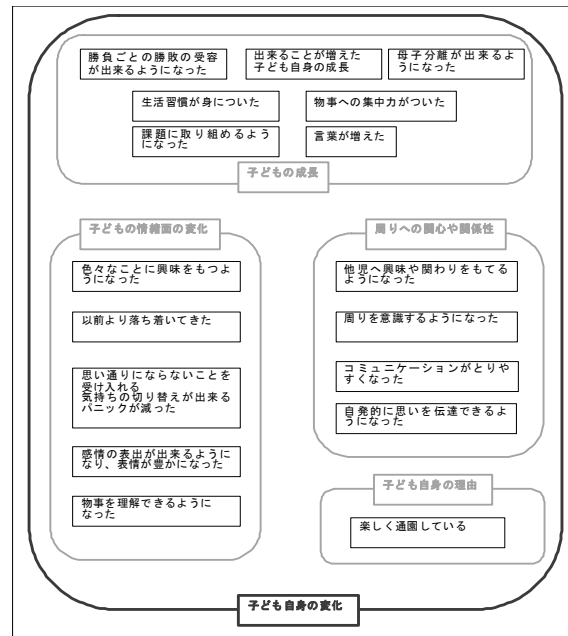 勝負ごとの勝敗の受容
が出来るようになった
出来ることが増えた
子ども自身の成長
母子分離が出来るよ
うになった
生活習慣が身についた
物事への集中力がついた
課題に取り組めるよう
になった
言葉が増えた
子どもの成長
子どもの情緒面の変化
色々なことに興味をもつよ
うになった
以前より落ち着いてきた
思い通りにならないことを
受け入れる
気持ちの切り替えが出来る
パニックが減った
感情の表出が出来るように
なり、表情が豊かになった
物事を理解できるように
なった
周りへの関心や関係性
他児へ興味や関わりをもてる
ようになった
周りを意識するようになった
コミュニケーションがとりや
すくなった
自発的に思いを伝達できるよ
うになった
子ども自身の理由
楽しく通園している
子ども自身の変化